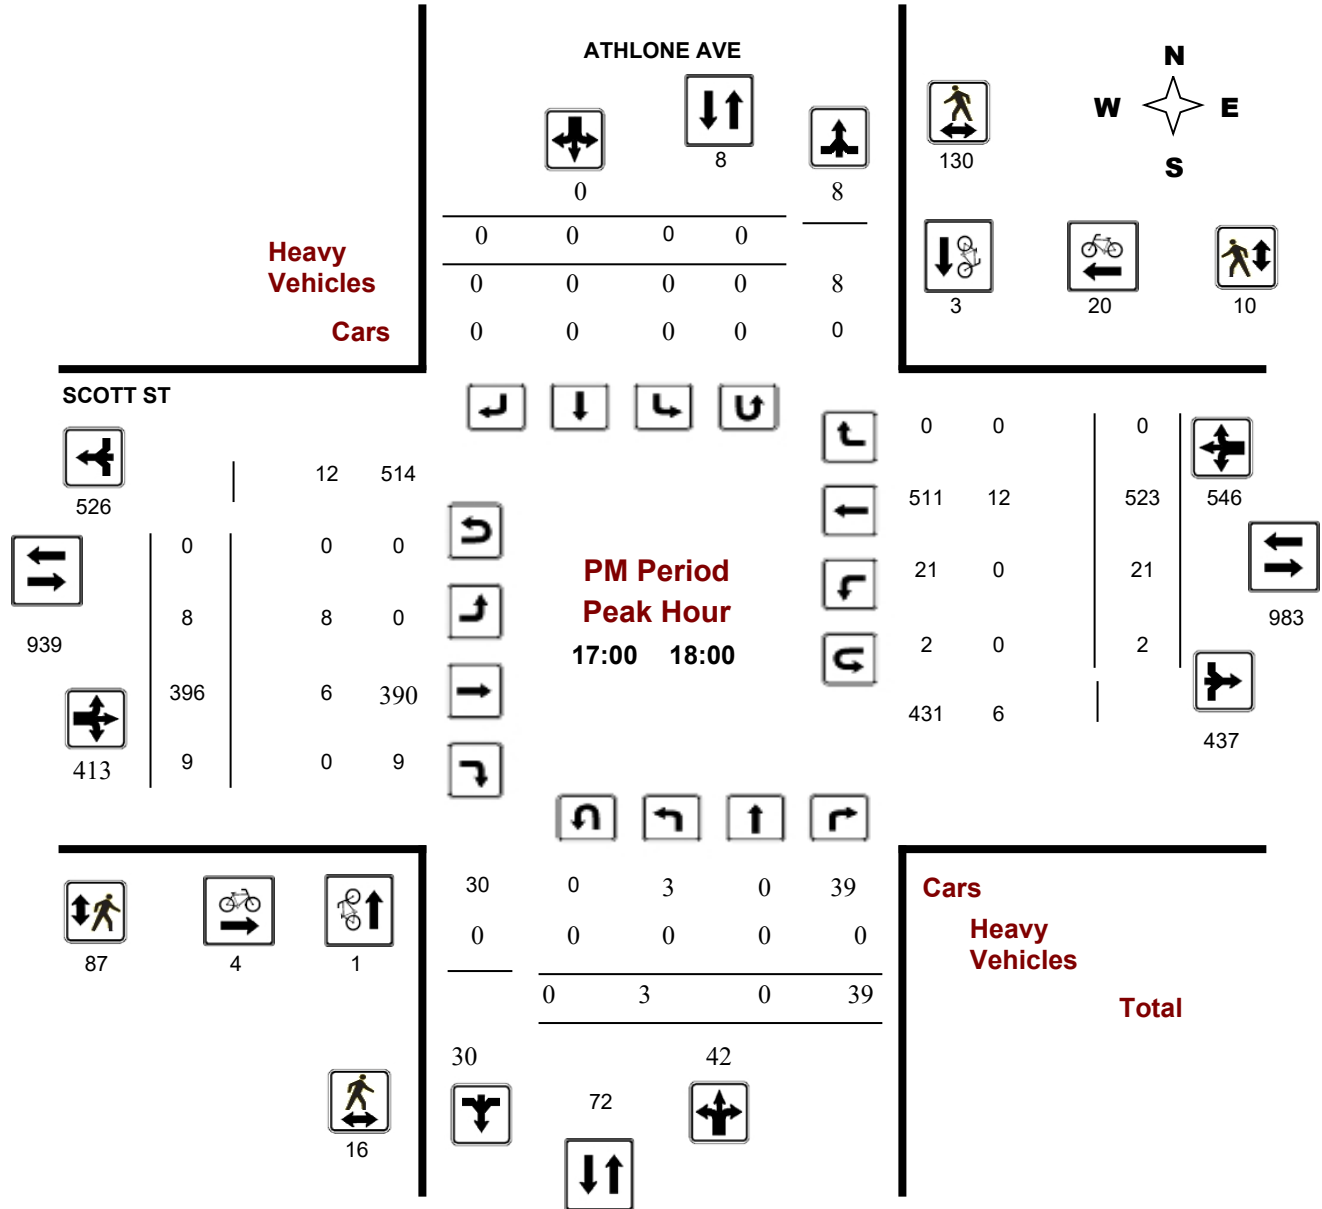 ATHLONE AVE
N
W E
S
8
130
0 8
0 0 0 0
Heavy
Vehicles
0 0 0 0 8
3 20 10
Cars
0 0 0 0 0
SCOTT ST
0 0 0
12 514
526
511 12 523 546
0 0 0
PM Period
21 0 21
8 8 0
Peak Hour
983
939
17:00 18:00
2 0 2
396 6 390
431 6
437
413 9 0 9
30 0 3 0 39
Cars
0 0 0 0 0
Heavy
Vehicles
87 4 1
0 3 0 39
Total
30 42
72
16